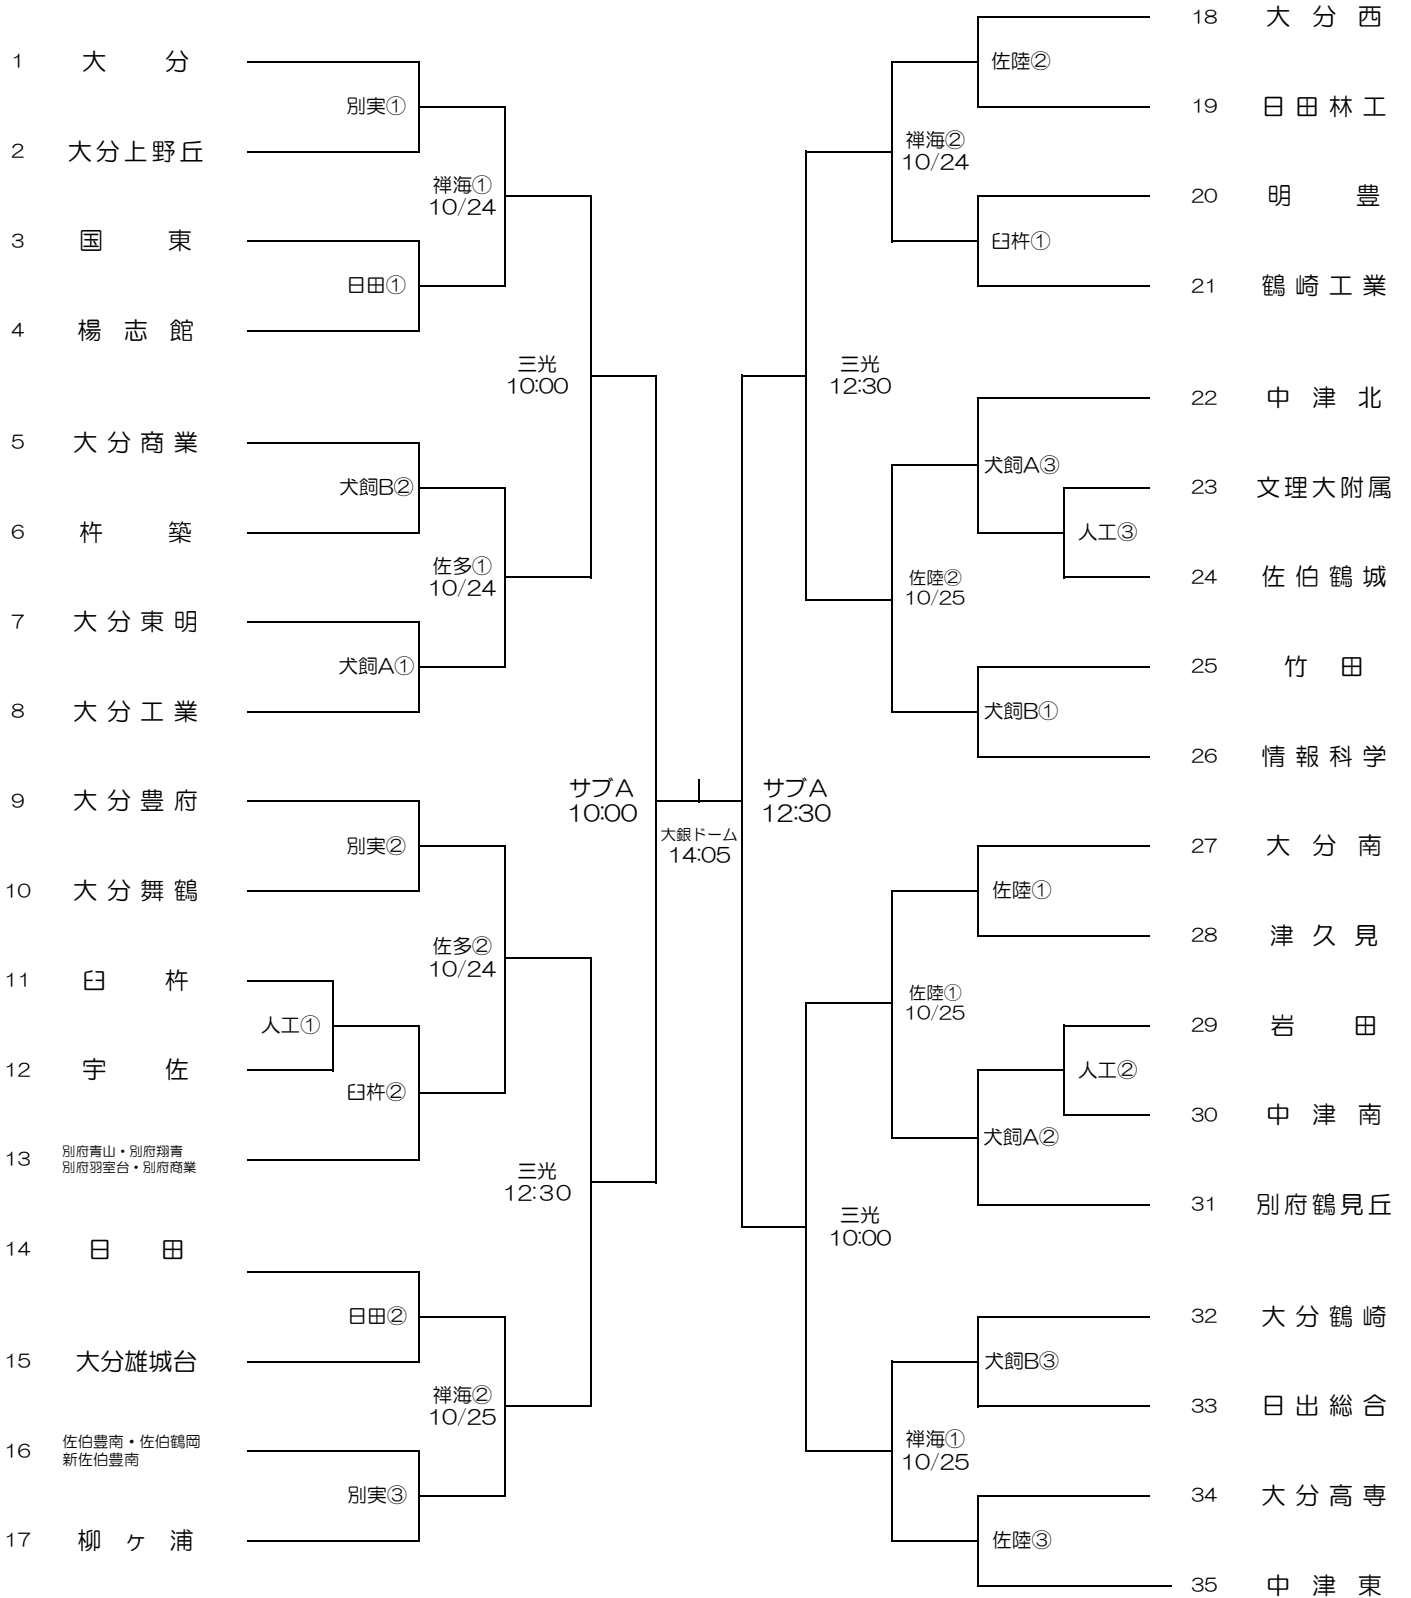 1 大分
別実①
2 大分上野丘
禅海①
10/24
3 国東
日田①
4 楊志館
三光
10:00
5 大分商業
犬飼B②
6 杵築
佐多①
10/24
7 大分東明
犬飼A①
8 大分工業
9 大分豊府
別実②
10 大分舞鶴
佐多②
10/24
11 臼杵
人工①
12 宇佐
臼杵②
13 別府青山・別府翔青
別府羽室台・別府商業
三光
12:30
14 日田
日田②
15 大分雄城台
禅海②
10/25
16 佐伯豊南・佐伯鶴岡
新佐伯豊南
別実③
17 柳ヶ浦
サブA
10:00
大銀ドーム
14:05
サブA
12:30
18 大分西
佐陸②
19 日田林工
禅海②
10/24
20 明豊
臼杵①
21 鶴崎工業
三光
12:30
22 中津北
犬飼A③
23 文理大附属
人工③
24 佐伯鶴城
佐陸②
10/25
25 竹田
犬飼B①
26 情報科学
27 大分南
佐陸①
28 津久見
佐陸①
10/25
29 岩田
人工②
30 中津南
犬飼A②
31 別府鶴見丘
三光
10:00
32 大分鶴崎
犬飼B③
33 日出総合
禅海①
10/25
34 大分高専
佐陸③
35 中津東